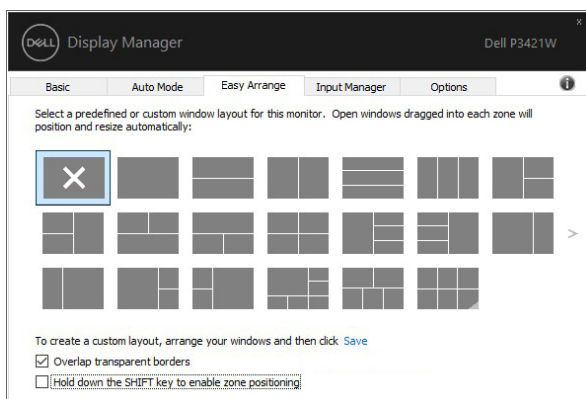 x
DELL Display Manager Dell P3421W
Basic Auto Mode Easy Arrange Input Manager Options
Select a predefined or custom window layout for this monitor. Open windows dragged into each zone will
position and resize automatically:
To create a custom layout, arrange your windows and then click Save
Overlap transparent borders
Hold down the SHIFT key to enable zone positioning